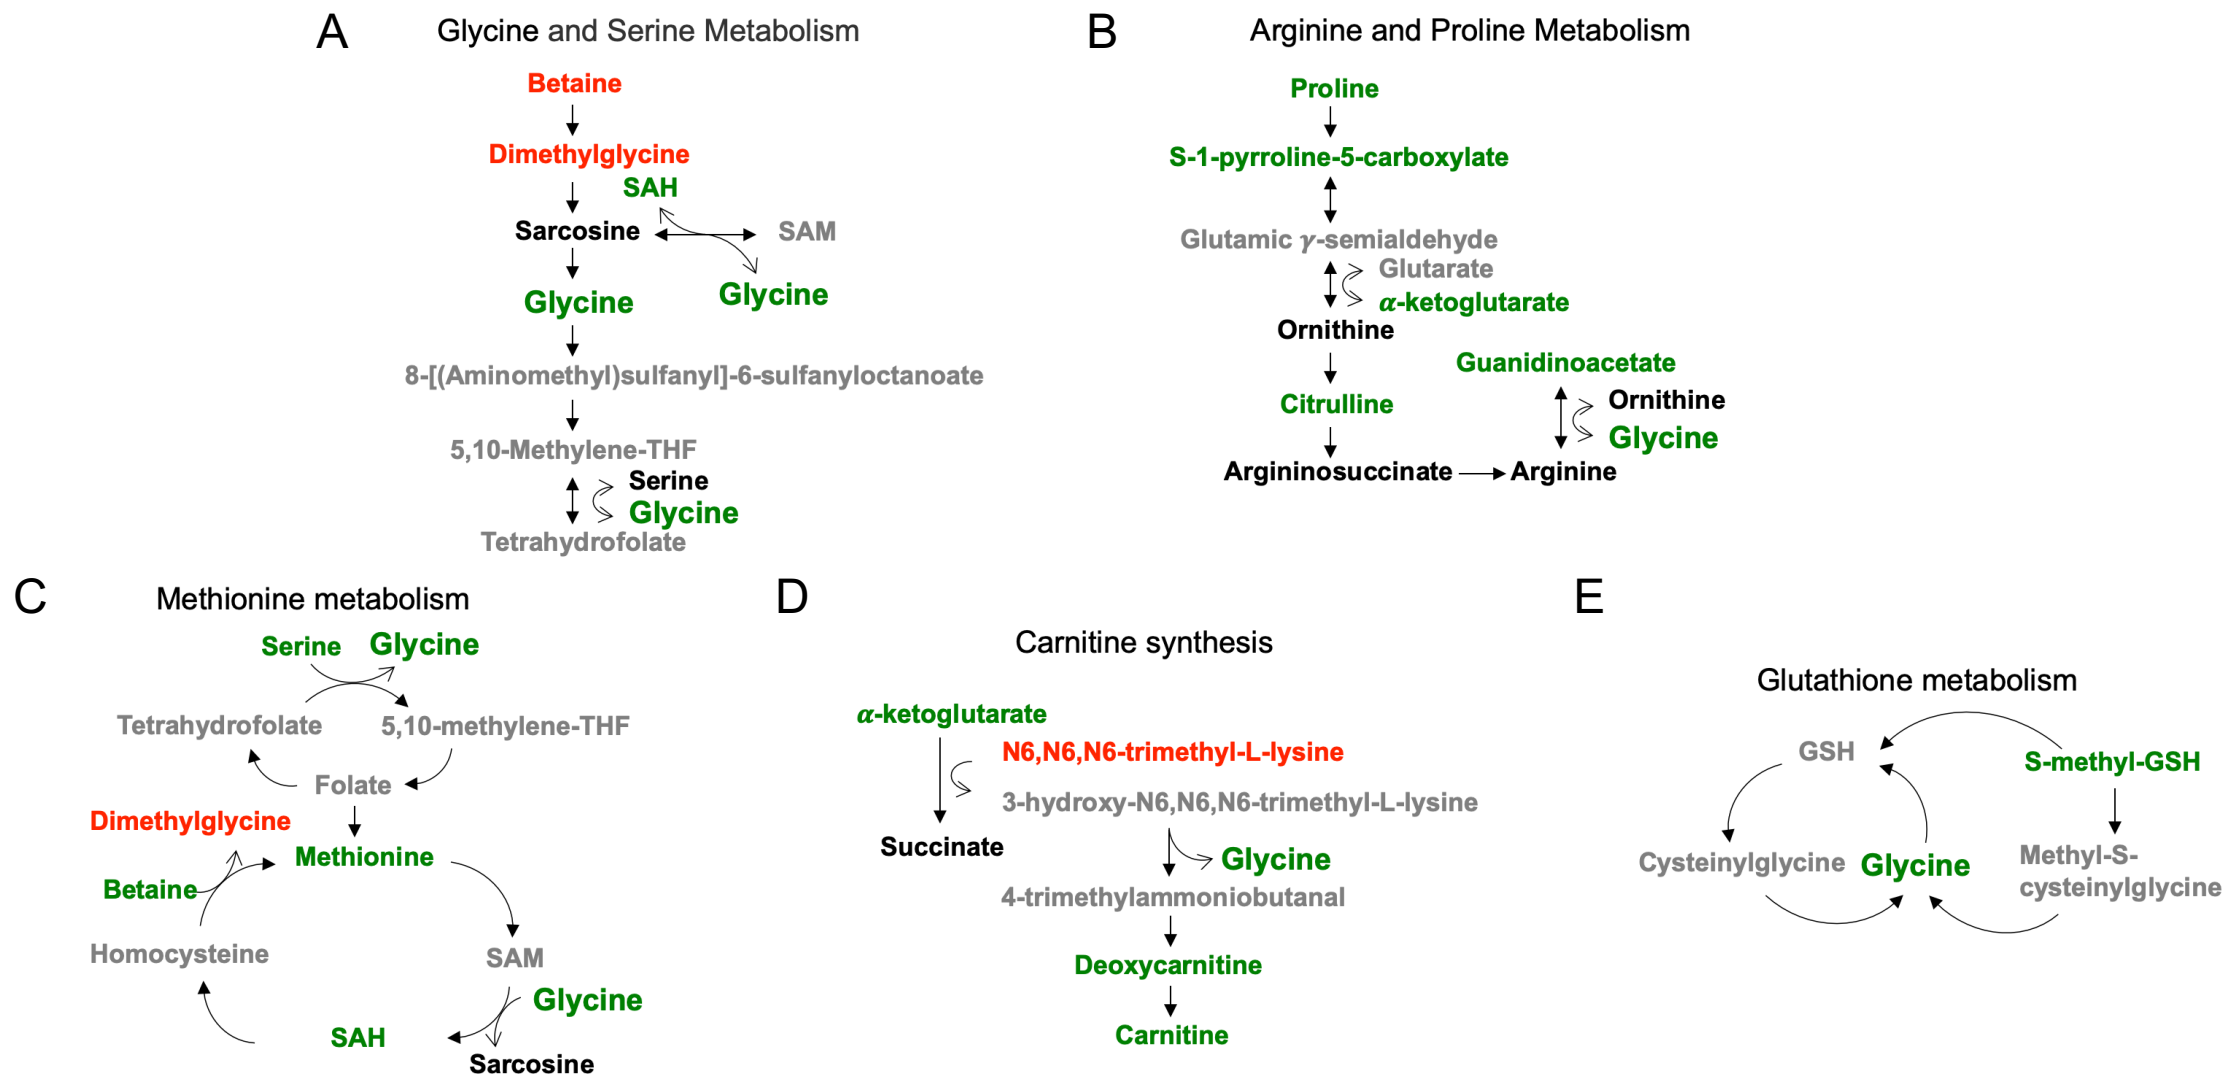 A
Glycine and Serine Metabolism
Betaine
Dimethylglycine
SAH
Sarcosine
SAM
Glycine
Glycine
8-[(Aminomethyl)sulfanyl]-6-sulfanyloctanoate
5,10-Methylene-THF
Serine
Glycine
Tetrahydrofolate
B
Arginine and Proline Metabolism
Proline
S-1-pyrroline-5-carboxylate
Glutamic γ-semialdehyde
Glutarate
α-ketoglutarate
Ornithine
Guanidinoacetate
Citrulline
Ornithine
Glycine
Argininosuccinate
Arginine
C
Methionine metabolism
Serine
Glycine
Tetrahydrofolate
5,10-methylene-THF
Folate
Dimethylglycine
Methionine
Betaine
Homocysteine
SAM
Glycine
SAH
Sarcosine
D
Carnitine synthesis
α-ketoglutarate
N6,N6,N6-trimethyl-L-lysine
3-hydroxy-N6,N6,N6-trimethyl-L-lysine
Succinate
Glycine
4-trimethylammoniobutanal
Deoxycarnitine
Carnitine
E
Glutathione metabolism
GSH
S-methyl-GSH
Cysteinylglycine
Glycine
Methyl-S-
cysteinylglycine